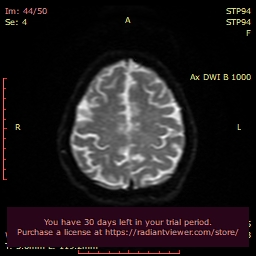 Im: 44/50
Se: 4
A
STP94
STP94
F
Ax DWI B 1000
R
L
You have 30 days left in your trial period.
Purchase a license at https://radiantviewer.com/store/